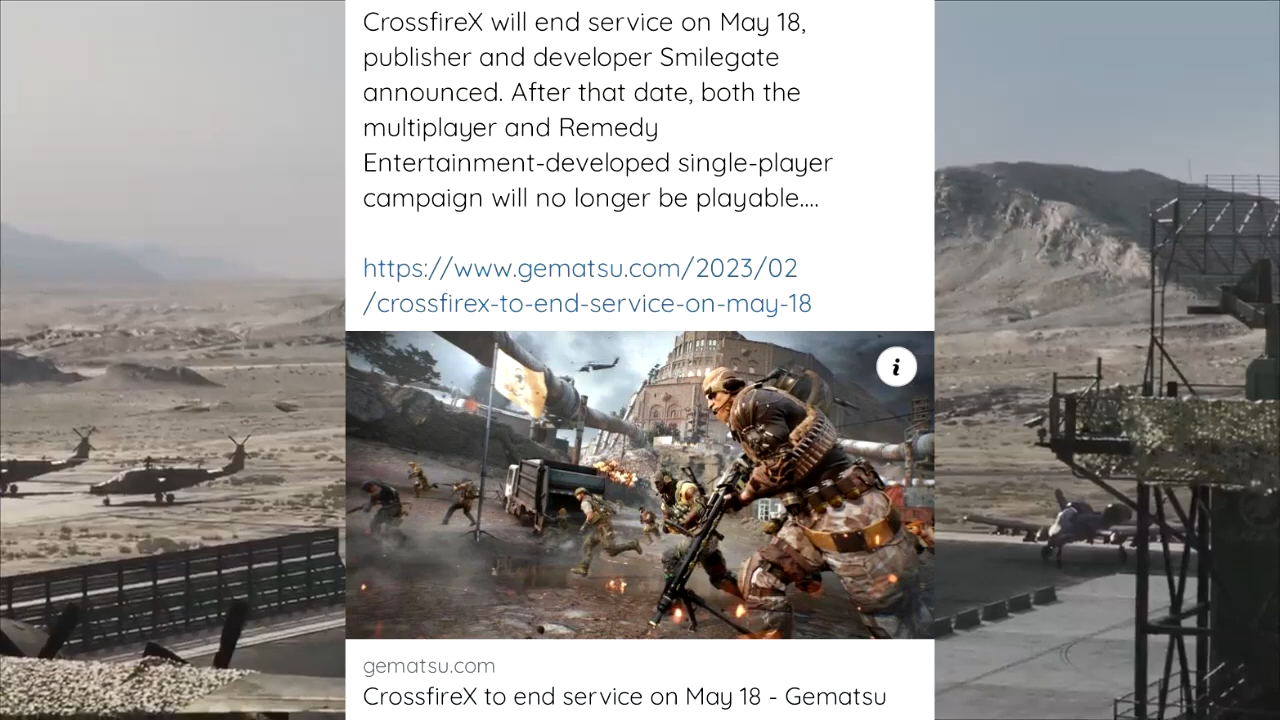 CrossfireX will end service on May 18,
publisher and developer Smilegate
announced. After that date, both the
multiplayer and Remedy
Entertainment-developed single-player
campaign will no longer be playable....
https://www.gematsu.com/2023/02
/crossfirex-to-end-service-on-may-18
i
gematsu.com
CrossfireX to end service on May 18 - Gematsu